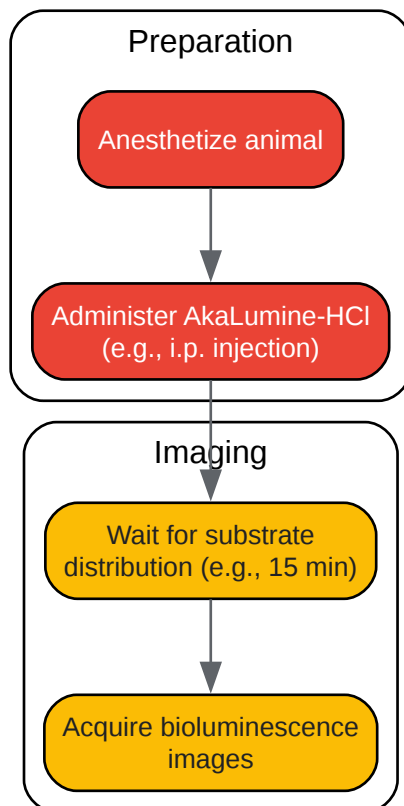 Preparation
Anesthetize animal
Administer AkaLumine-HCl
(e.g., i.p. injection)
Imaging
Wait for substrate
distribution (e.g., 15 min)
Acquire bioluminescence
images